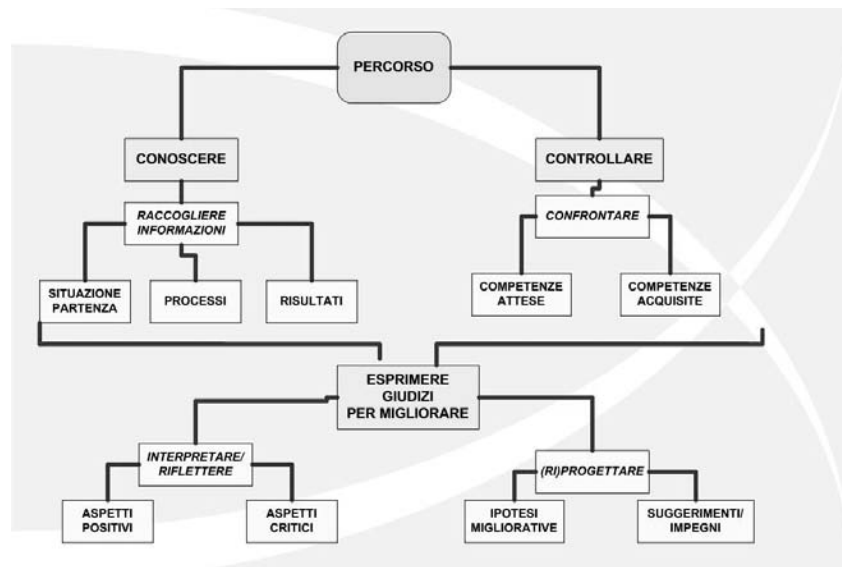 PERCORSO
CONOSCERE
CONTROLLARE
RACCOGLIERE
INFORMAZIONI
CONFRONTARE
SITUAZIONE
PARTENZA
PROCESSI
RISULTATI
COMPETENZE
ATTESE
COMPETENZE
ACQUISITE
ESPRIMERE
GIUDIZI
PER MIGLIORARE
INTERPRETARE/
RIFLETTERE
(RI)PROGETTARE
ASPETTI
POSITIVI
ASPETTI
CRITICI
IPOTESI
MIGLIORATIVE
SUGGERIMENTI/
IMPEGNI